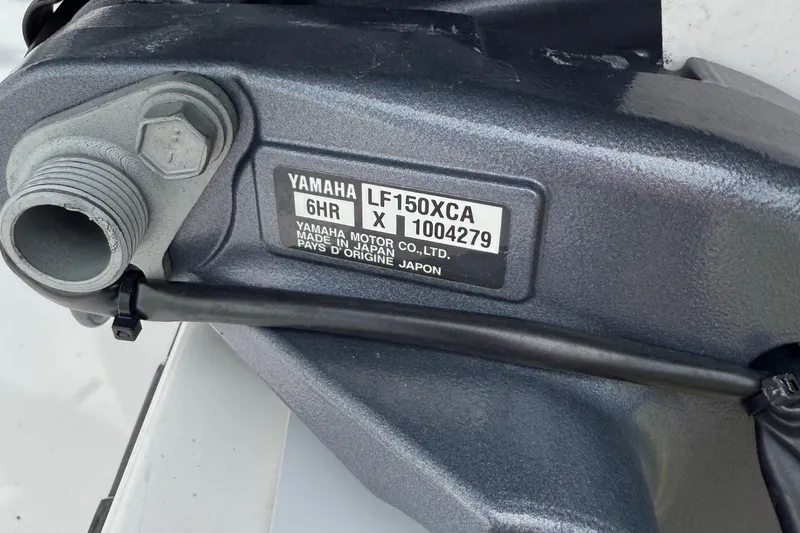 YAMAHA LF150XCA
6HR X 1004279
YAMAHA MOTOR CO.,LTD.
MADE IN JAPAN
PAYS D'ORIGINE JAPON